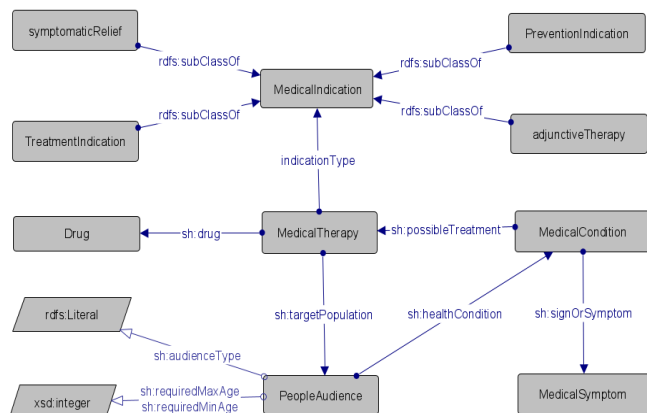 symptomaticRelief
PreventionIndication
rdfs:subClassOf
rdfs:subClassOf
MedicalIndication
rdfs:subClassOf
rdfs:subClassOf
TreatmentIndication
adjunctiveTherapy
indicationType
Drug
sh:drug
MedicalTherapy
sh:possibleTreatment
MedicalCondition
rdfs:Literal
sh:targetPopulation
sh:healthCondition
sh:signOrSymptom
sh:audienceType
xsd:integer
sh:requiredMaxAge
sh:requiredMinAge
PeopleAudience
MedicalSymptom